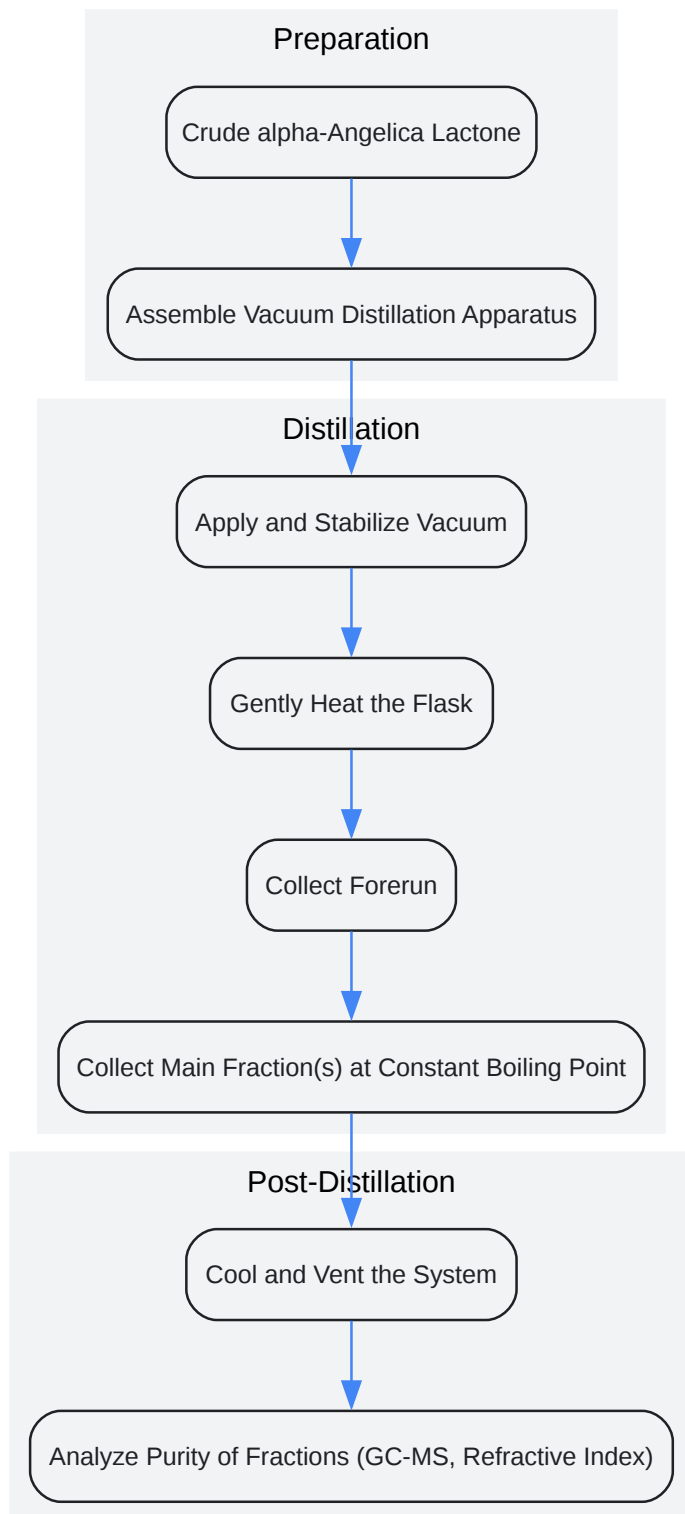 Preparation
Crude alpha-Angelica Lactone
Assemble Vacuum Distillation Apparatus
Distillation
Apply and Stabilize Vacuum
Gently Heat the Flask
Collect Forerun
Collect Main Fraction(s) at Constant Boiling Point
Post-Distillation
Cool and Vent the System
Analyze Purity of Fractions (GC-MS, Refractive Index)